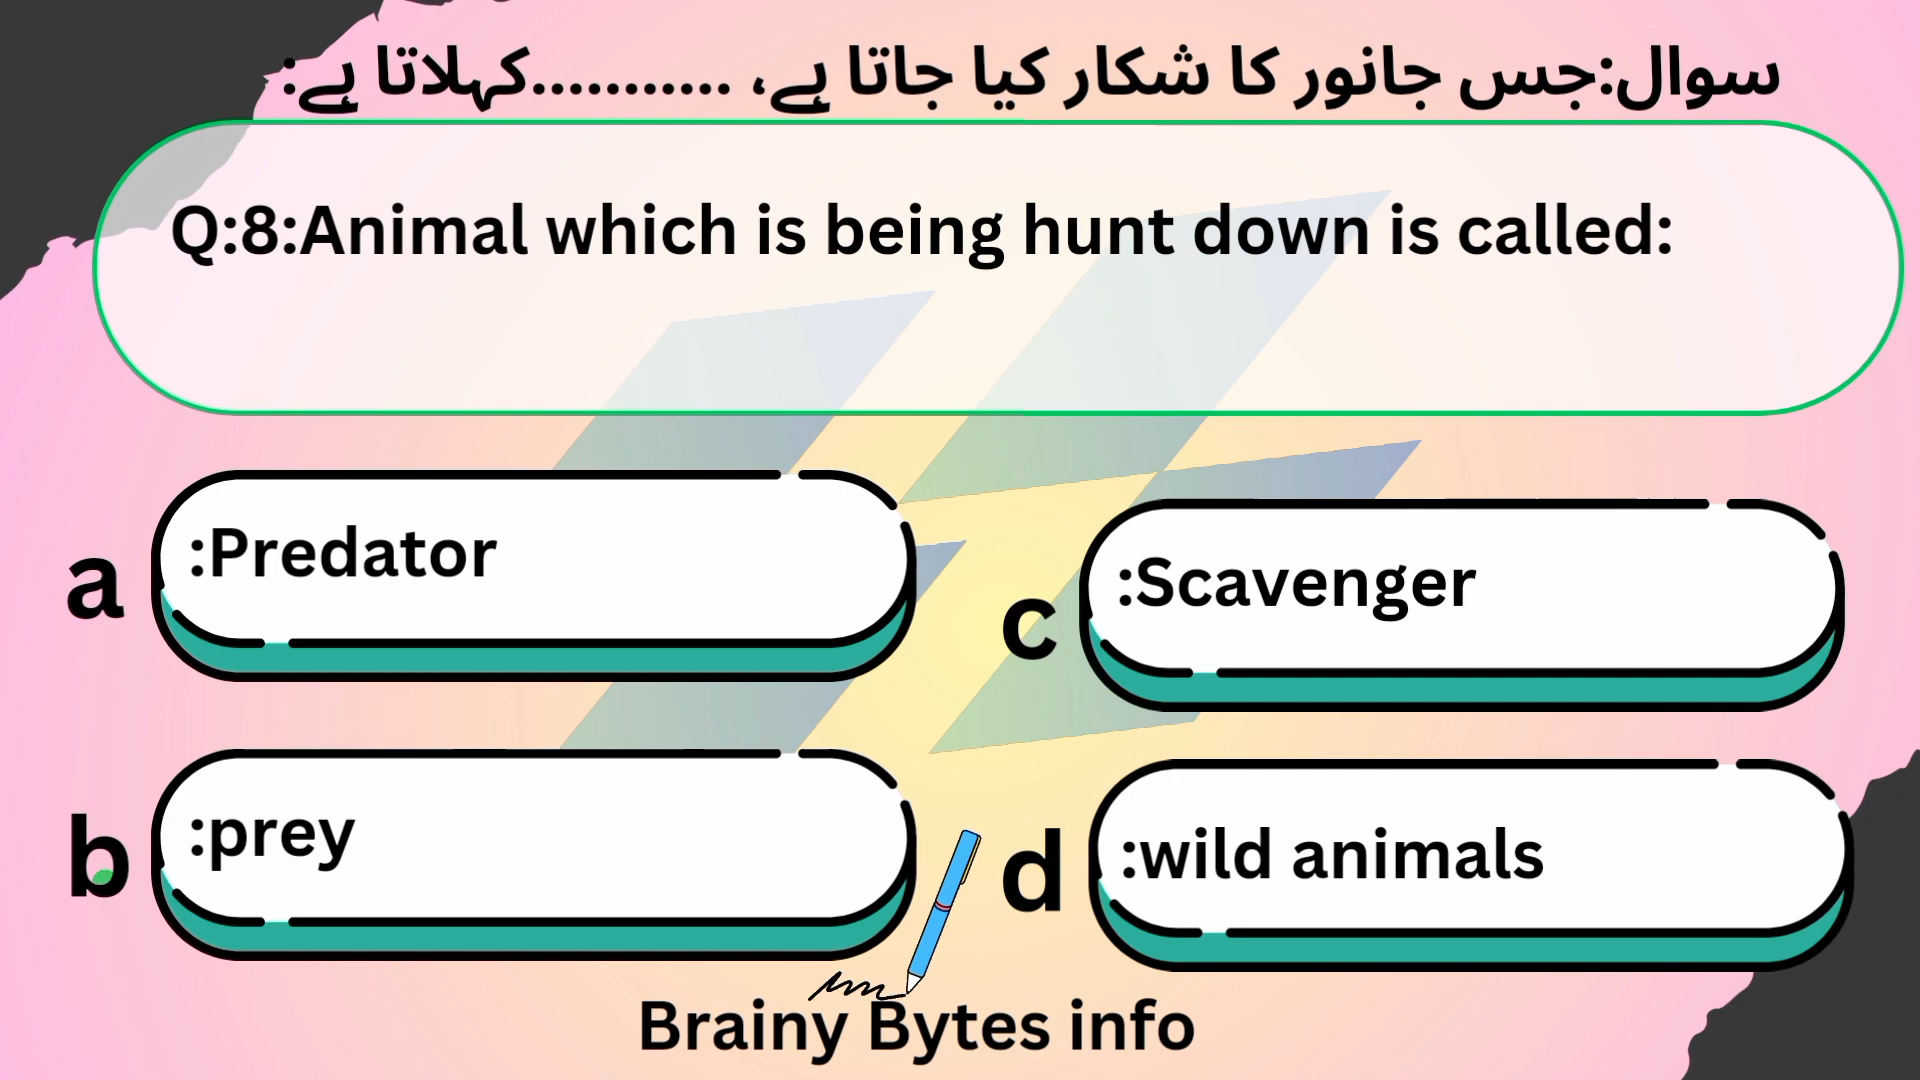 سوال:جس جانور کا شکار کیا جاتا ہے، ...........کہلاتا ہے:
Q:8:Animal which is being hunt down is called:
a :Predator
b :prey
c :Scavenger
d :wild animals
Brainy Bytes info